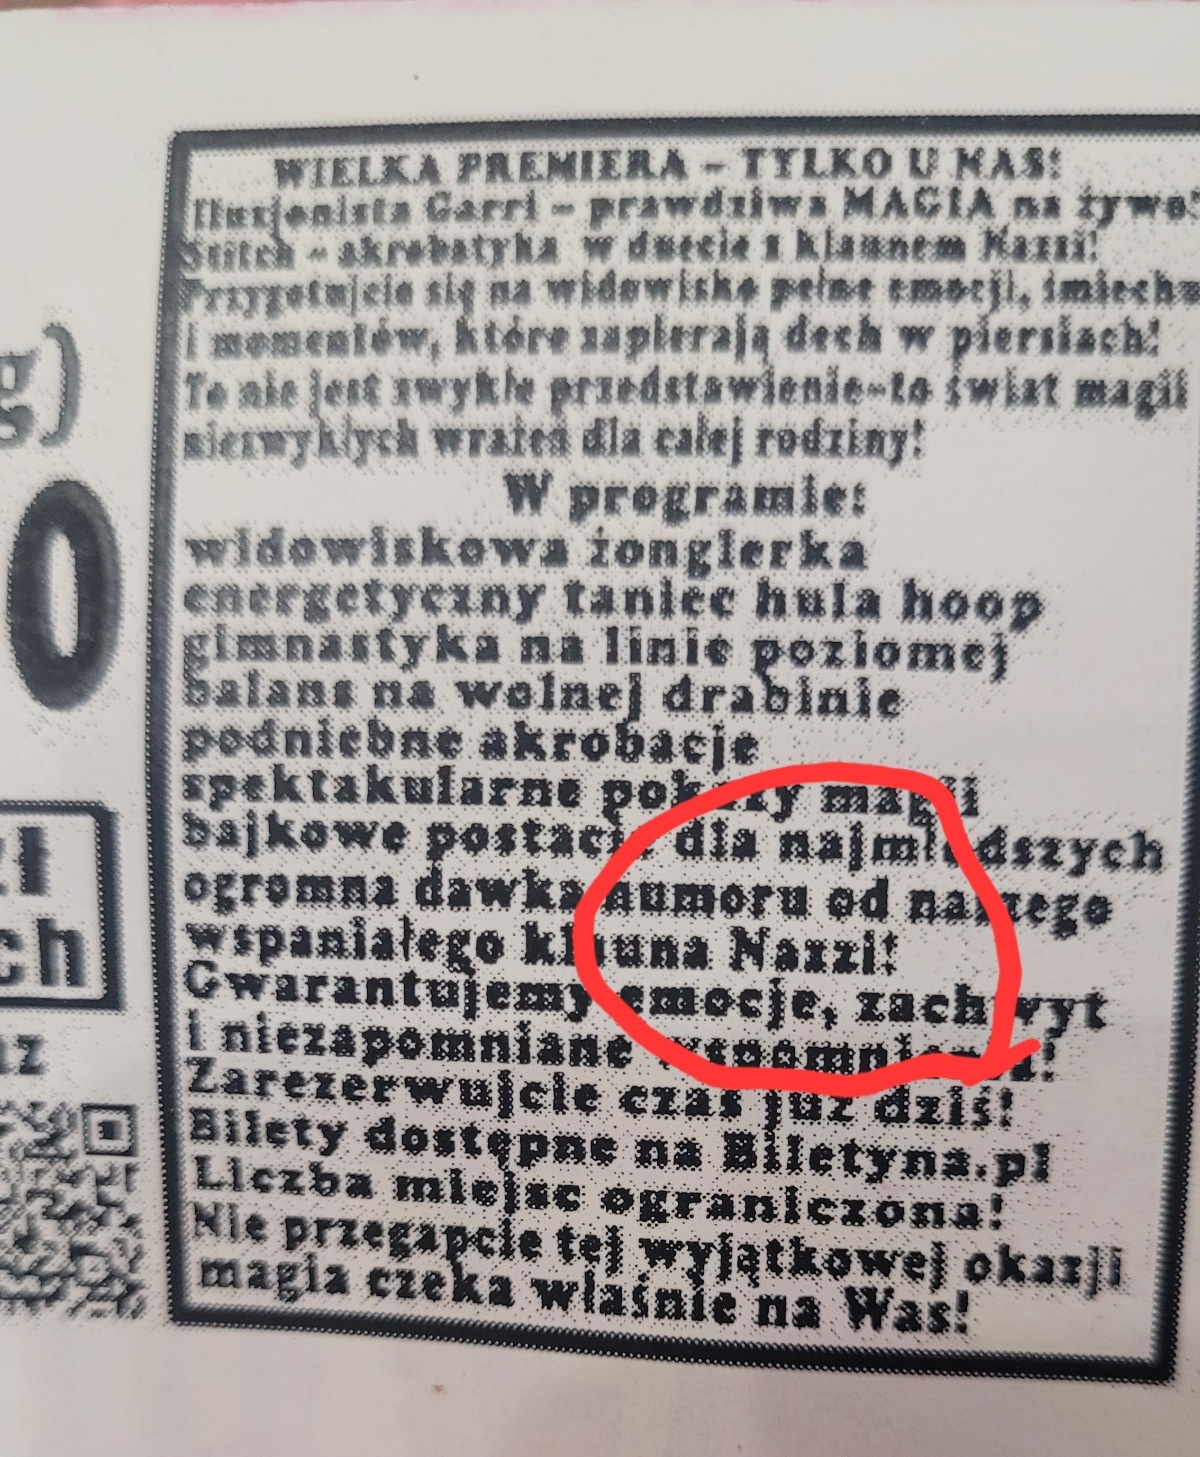 WIELKA PREMIERA - TYLKO U NAS!
Iluzjonista Garri - prawdziwa MAGIA na żywo!
Stitch - akrobatyka w duecie z klaunem Nazzi!
Przygotujcie się na widowisko pełne emocji, śmiechu
i momentów, które zapierają dech w piersiach!
To nie jest zwykłe przedstawienie-to świat magii
niezwykłych wrażeń dla całej rodziny!
W programie:
widowiskowa żonglerka
energetyczny taniec hula hoop
gimnastyka na linie poziomej
balans na wolnej drabinie
podniebne akrobacje
spektakularne pokazy magii
bajkowe postacie dla najmłodszych
ogromna dawka humoru od naszego
wspaniałego klauna Nazzi!
Gwarantujemy emocje, zachwyt
i niezapomniane wspomnienia!
Zarezerwujcie czas już dziś!
Bilety dostępne na Biletyna.pl
Liczba miejsc ograniczona!
Nie przegapcie tej wyjątkowej okazji
magia czeka właśnie na Was!
g)
0
ch
az